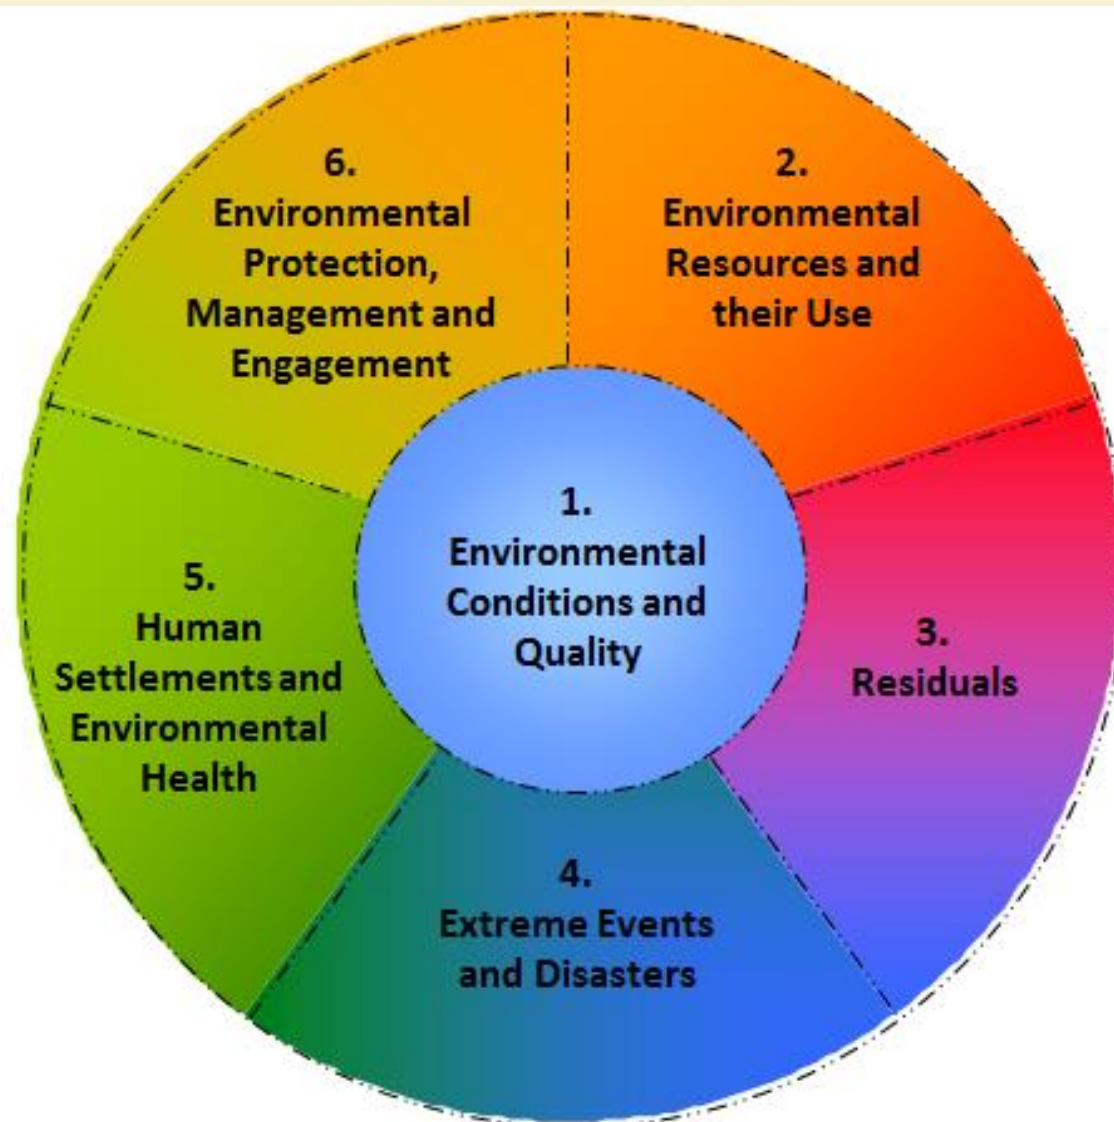 1.
Environmental
Conditions and
Quality
2.
Environmental
Resources and
their Use
3.
Residuals
4.
Extreme Events
and Disasters
5.
Human
Settlements and
Environmental
Health
6.
Environmental
Protection,
Management and
Engagement